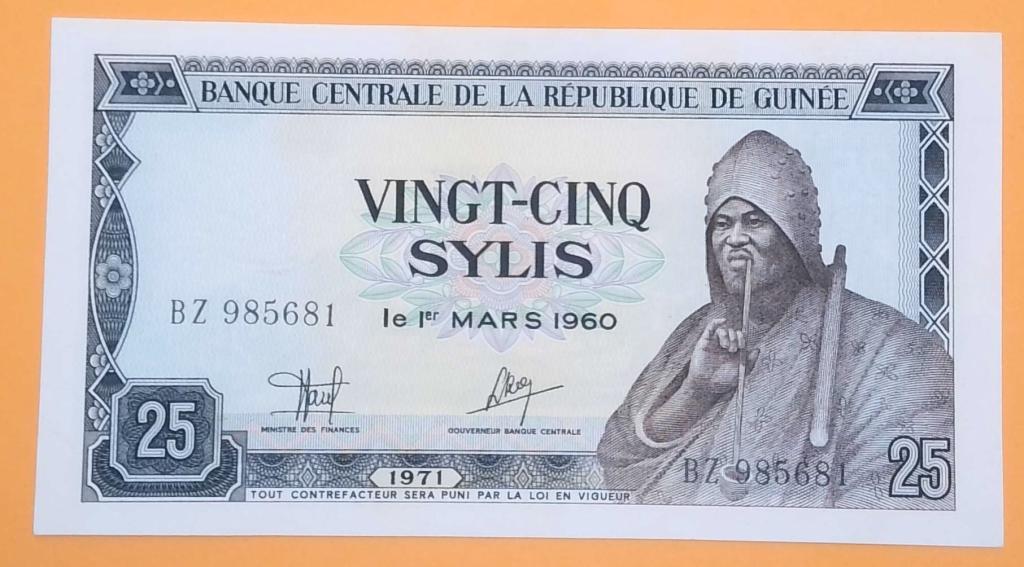 BANQUE CENTRALE DE LA RÉPUBLIQUE DE GUINÉE
VINGT-CINQ
SYLIS
BZ 985681
le 1er MARS 1960
MINISTRE DES FINANCES
GOUVERNEUR BANQUE CENTRALE
25
1971
BZ 985681
25
TOUT CONTREFACTEUR SERA PUNI PAR LA LOI EN VIGUEUR